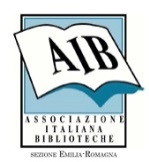 AIB
ASSOCIAZIONE
ITALIANA
BIBLIOTECHE
SEZIONE EMILIA-ROMAGNA